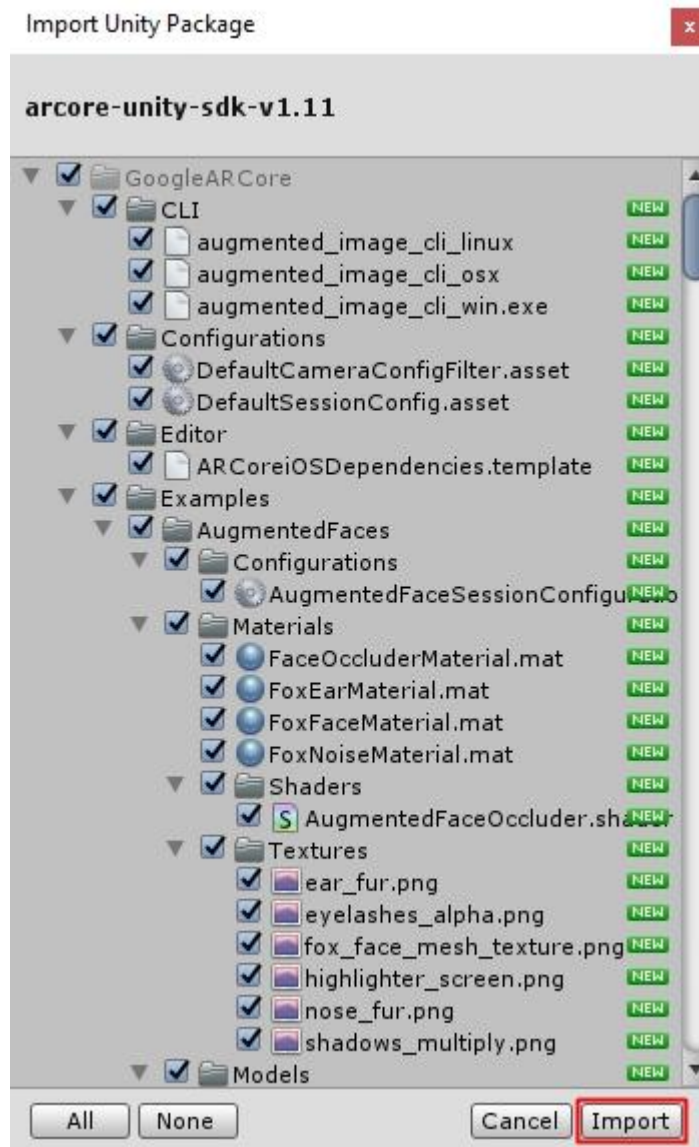 Import Unity Package
x
arcore-unity-sdk-v1.11
GoogleARCore
CLI NEW
augmented_image_cli_linux NEW
augmented_image_cli_osx NEW
augmented_image_cli_win.exe NEW
Configurations NEW
DefaultCameraConfigFilter.asset NEW
DefaultSessionConfig.asset NEW
Editor NEW
ARCoreiOSDependencies.template NEW
Examples NEW
AugmentedFaces NEW
Configurations NEW
NEW
Materials NEW
FaceOccluderMaterial.mat NEW
FoxEarMaterial.mat NEW
FoxFaceMaterial.mat NEW
FoxNoiseMaterial.mat NEW
Shaders NEW
S AugmentedFaceOccluder.shader NEW
Textures NEW
ear_fur.png NEW
eyelashes_alpha.png NEW
fox_face_mesh_texture.png NEW
highlighter_screen.png NEW
nose_fur.png NEW
shadows_multiply.png NEW
Models NEW
All None Cancel Import